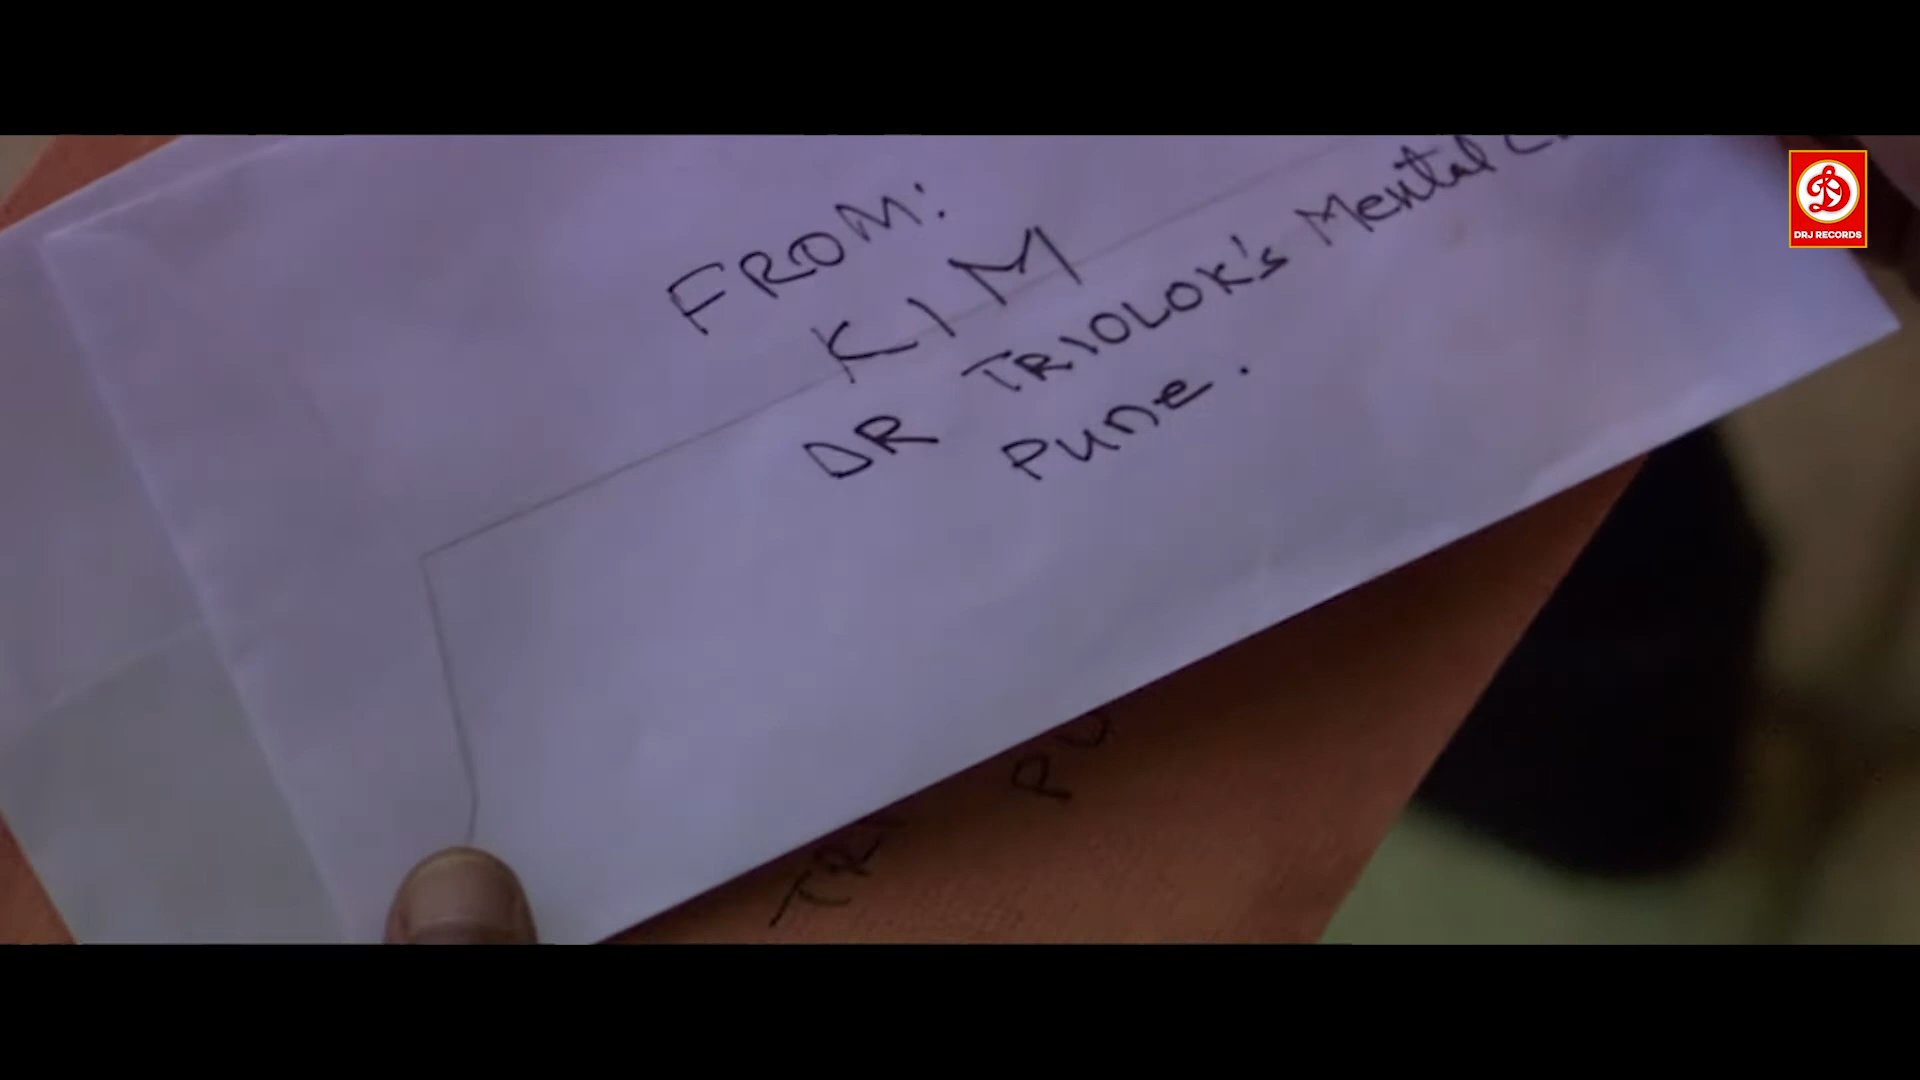 FROM:
KIM
DR TRIOLOK's Mental
Pune.
DRJ RECORDS